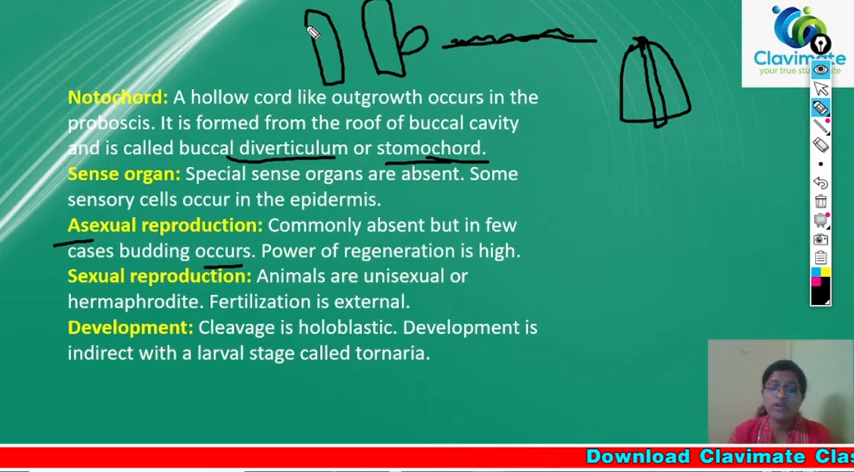 Clavimate
your true stu
Notochord: A hollow cord like outgrowth occurs in the
proboscis. It is formed from the roof of buccal cavity
and is called buccal diverticulum or stomochord.
Sense organ: Special sense organs are absent. Some
sensory cells occur in the epidermis.
Asexual reproduction: Commonly absent but in few
cases budding occurs. Power of regeneration is high.
Sexual reproduction: Animals are unisexual or
hermaphrodite. Fertilization is external.
Development: Cleavage is holoblastic. Development is
indirect with a larval stage called tornaria.
Download Clavimate Clas